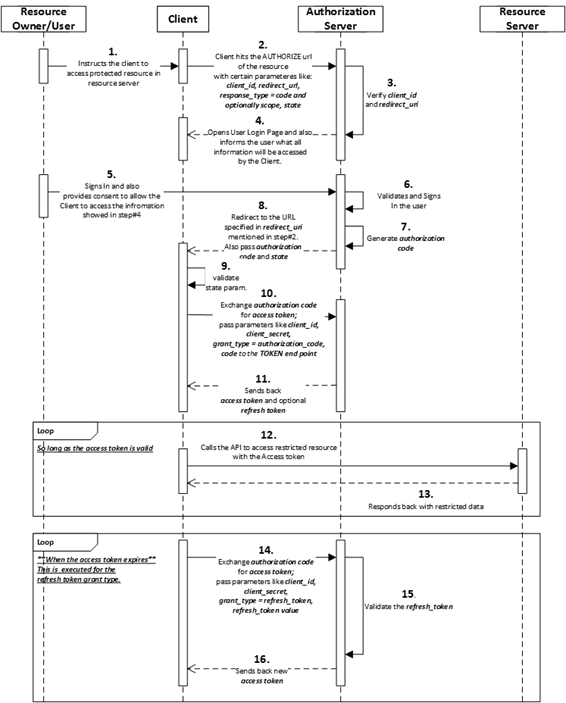 Resource
Owner/User
Client
Authorization
Server
Resource
Server
1.
Instructs the client to
access protected resource in
resource server
2.
Client hits the AUTHORIZE url
of the resource
with certain parameteres like:
client_id, redirect_url,
response_type = code and
optionally scope, state
3.
Verify client_id
and redirect_uri
4.
Opens User Login Page and also
informs the user what all
information will be accessed
by the Client.
5.
Signs In and also
provides consent to allow the
Client to access the infromation
showed in step#4
6.
Validates and Signs
In the user
7.
Generate authorization
code
8.
Redirect to the URL
specified in redirect_uri
mentioned in step#2.
Also pass authorization
code and state
9.
validate
state param.
10.
Exchange authorization code
for access token;
pass parameters like client_id,
client_secret,
grant_type = authorization_code,
code to the TOKEN end point
11.
Sends back
access token and optional
refresh token
Loop
So long as the access token is valid
12.
Calls the API to access restricted resource
with the Access token
13.
Responds back with restricted data
Loop
**When the access token expires**
This is executed for the
refresh token grant type.
14.
Exchange authorization code
for access token;
pass parameters like client_id,
client_secret,
grant_type = refresh_token,
refresh_token value
15.
Validate the refresh_token
16.
Sends back new
access token